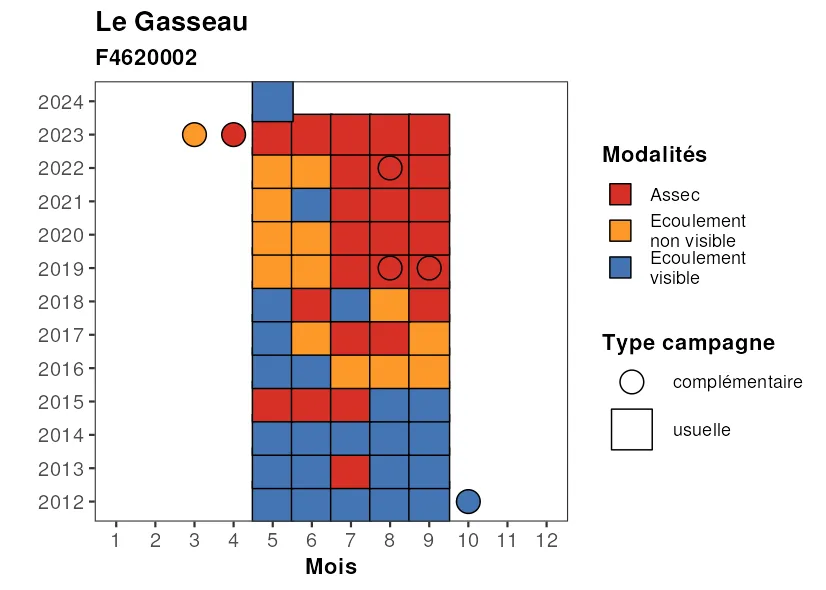 Le Gasseau
F4620002
2024
2023
2022
2021
2020
2019
2018
2017
2016
2015
2014
2013
2012
1 2 3 4 5 6 7 8 9 10 11 12
Mois
Modalités
Assec
Ecoulement
non visible
Ecoulement
visible
Type campagne
complémentaire
usuelle